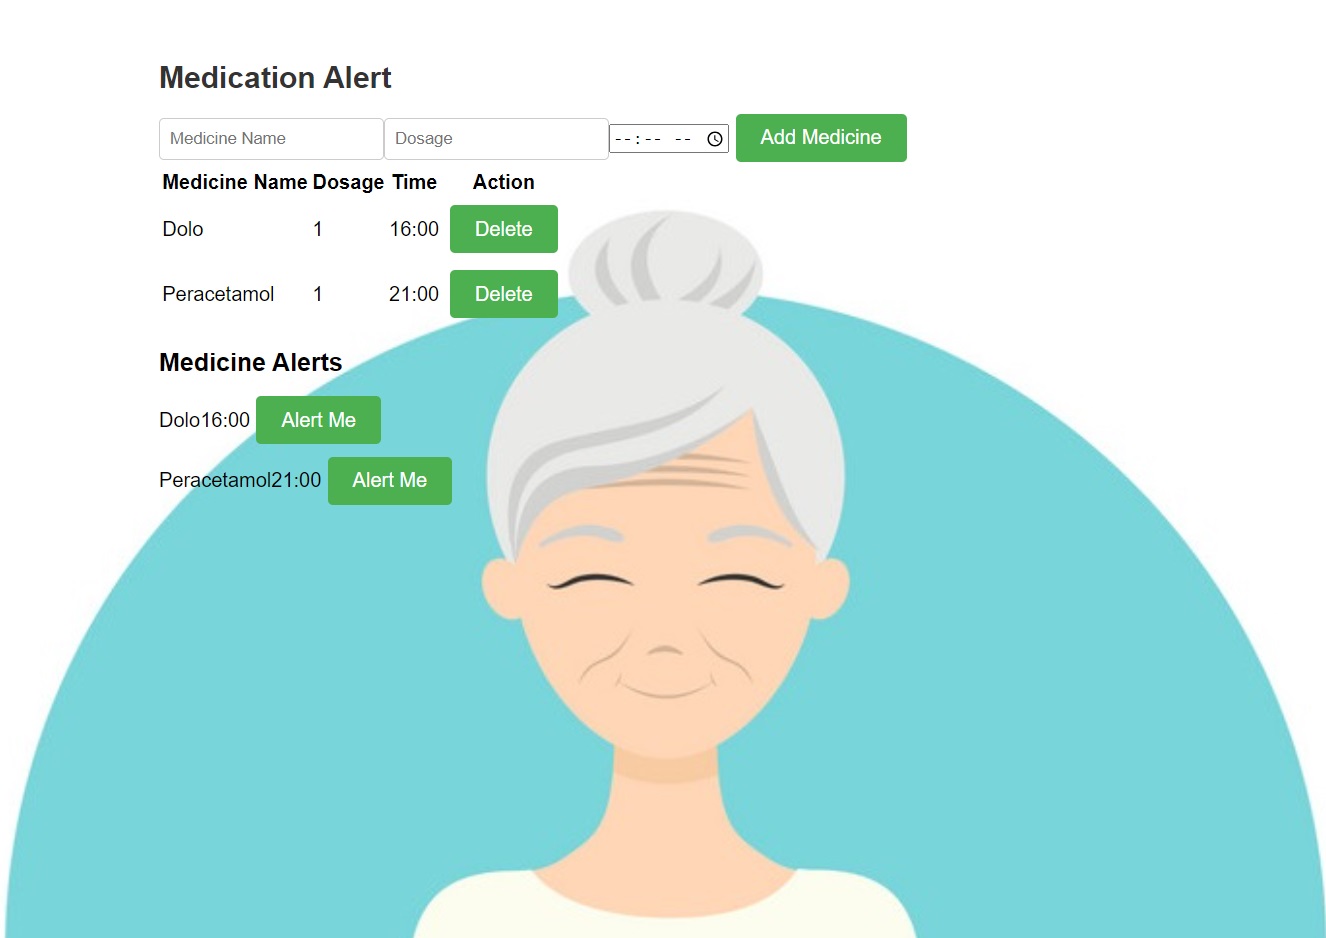 Medication Alert
Medicine Name Dosage --:-- -- Add Medicine
Medicine Name Dosage Time Action
Dolo 1 16:00 Delete
Peracetamol 1 21:00 Delete
Medicine Alerts
Dolo16:00 Alert Me
Peracetamol21:00 Alert Me